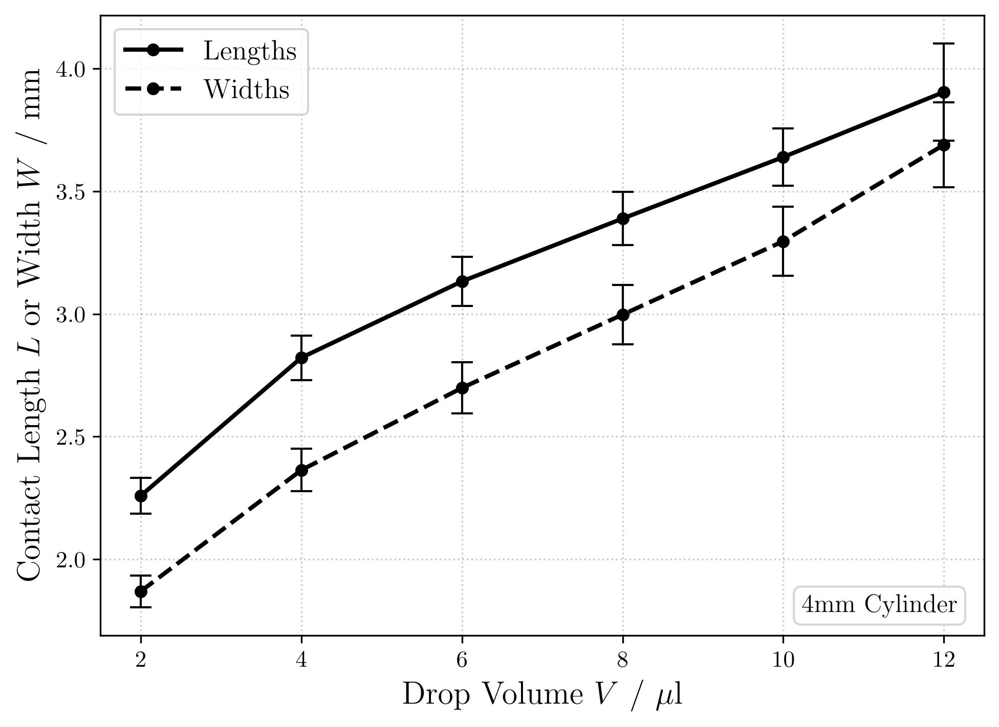 Lengths
Widths
Contact Length L or Width W / mm
4.0
3.5
3.0
2.5
2.0
4mm Cylinder
2 4 6 8 10 12
Drop Volume V / μl